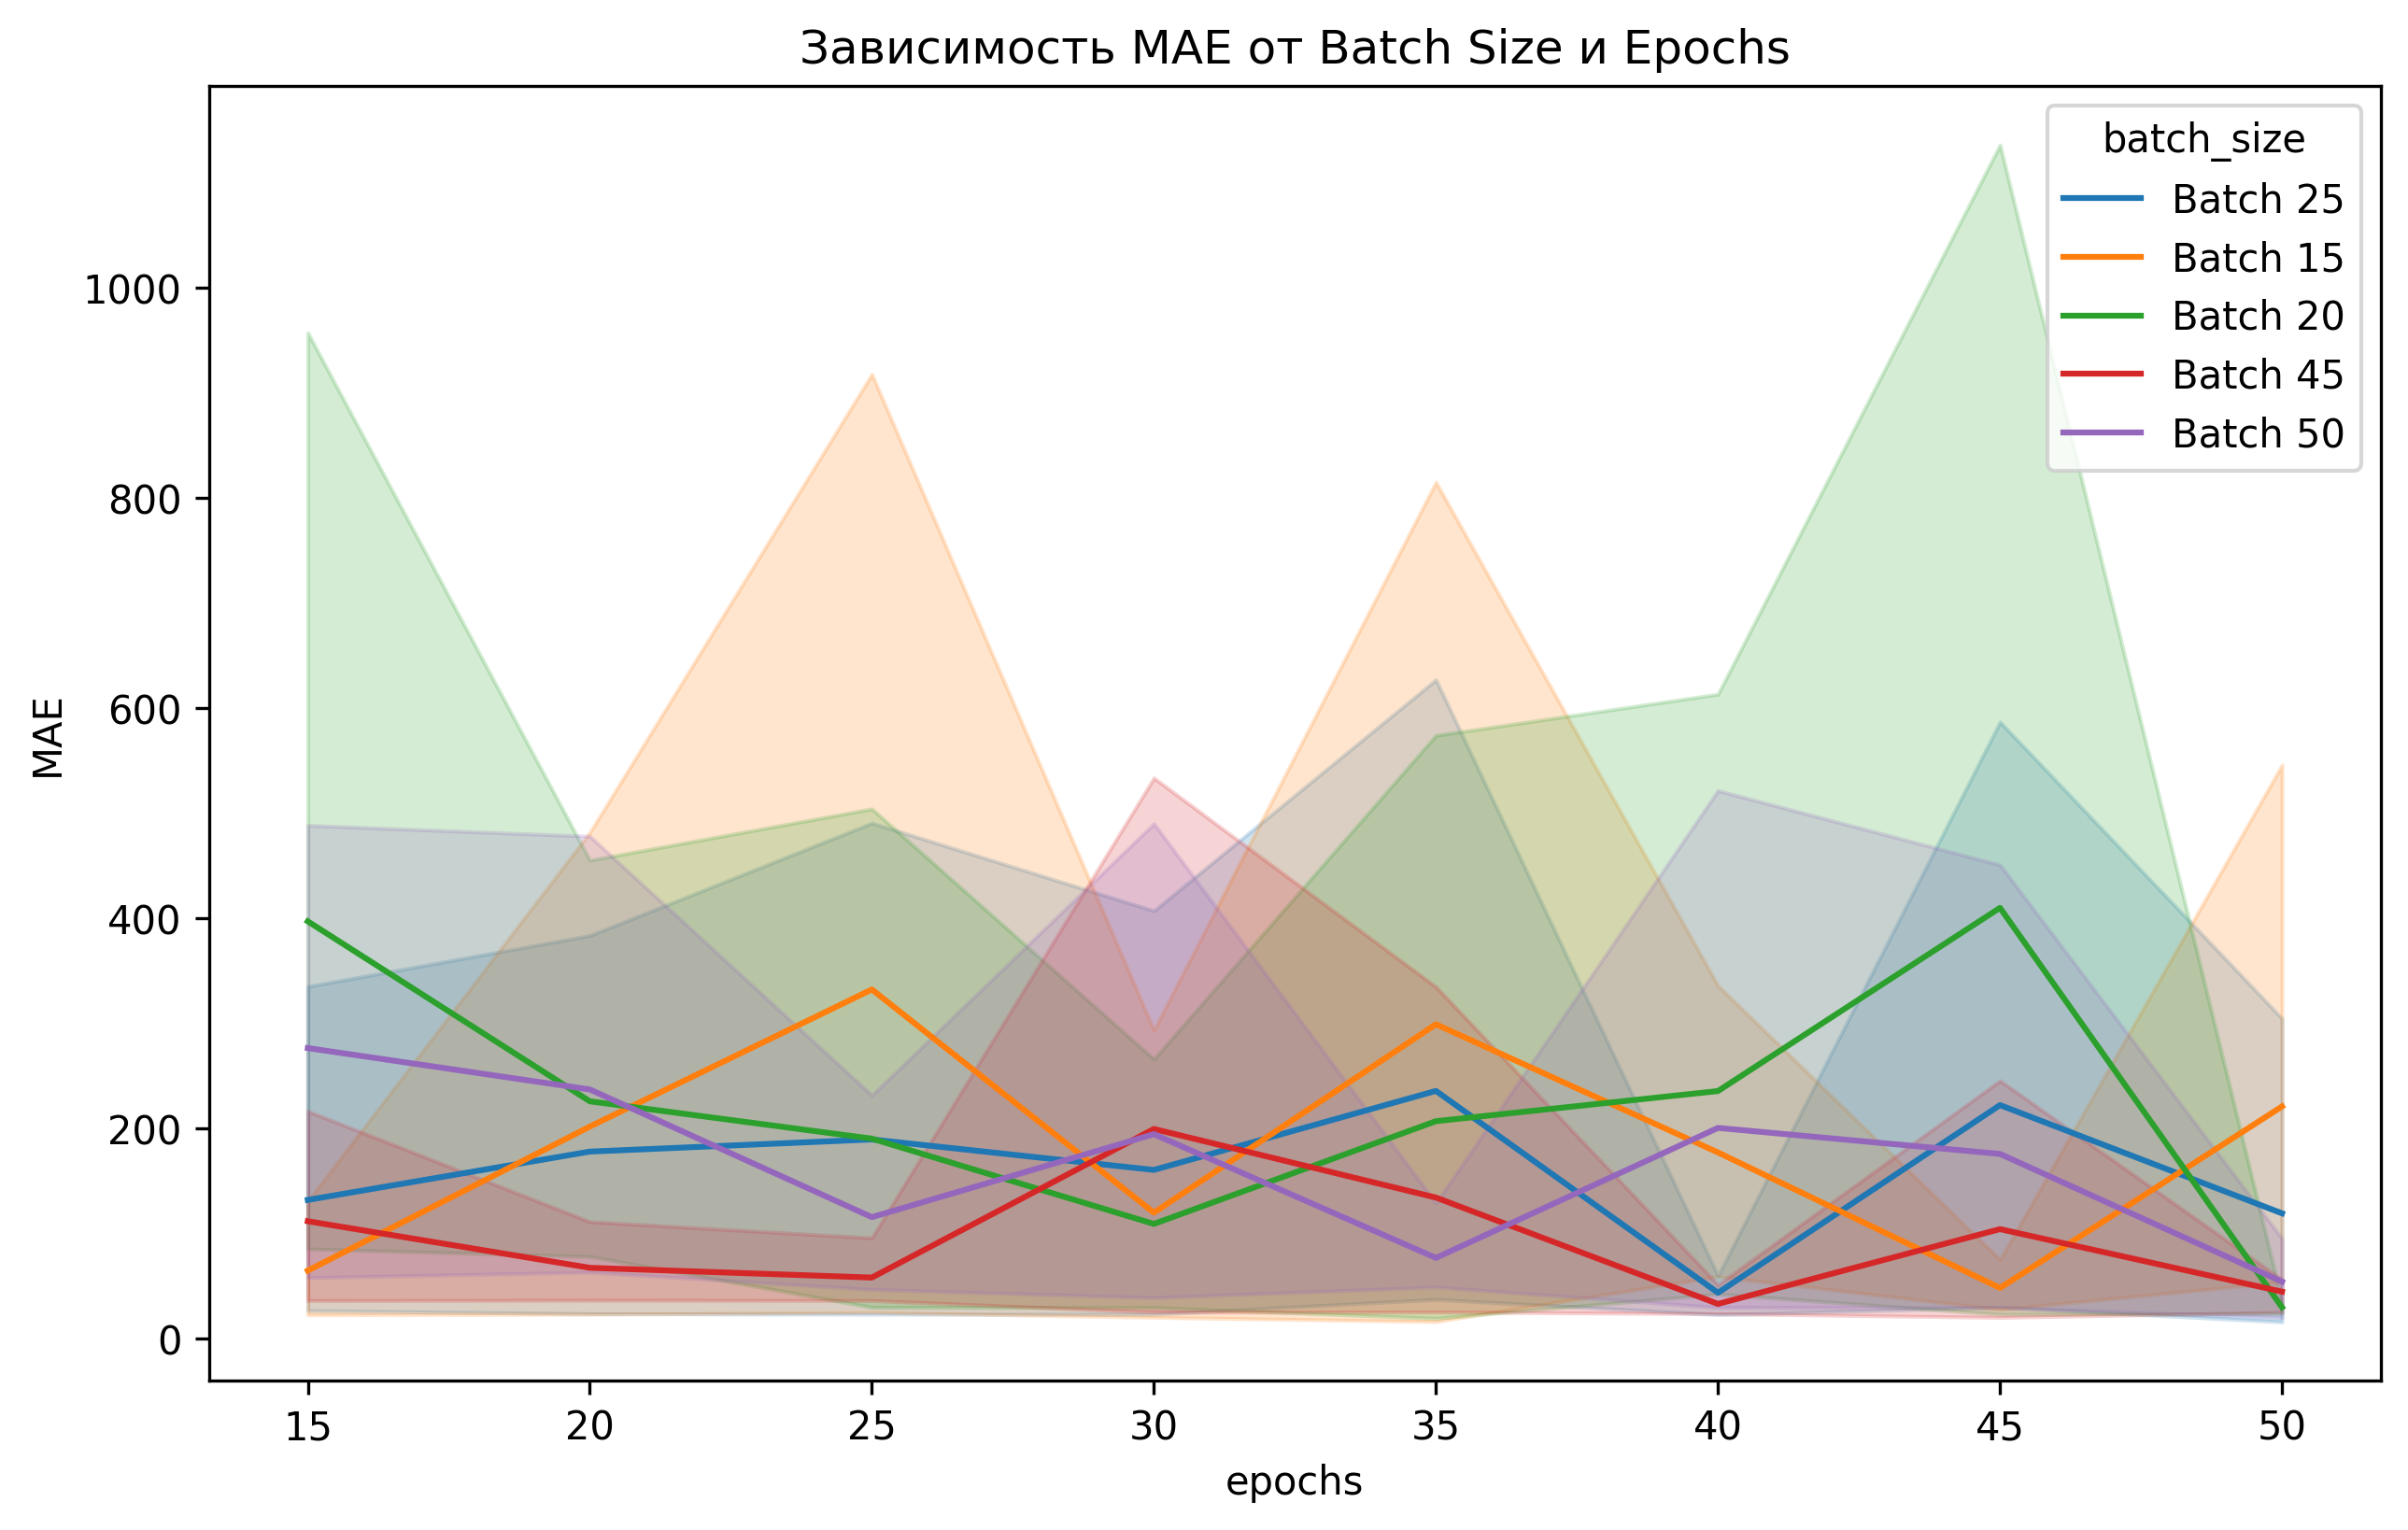 Зависимость MAE от Batch Size и Epochs
batch_size
Batch 25
Batch 15
Batch 20
Batch 45
Batch 50
MAE
1000
800
600
400
200
0
15 20 25 30 35 40 45 50
epochs